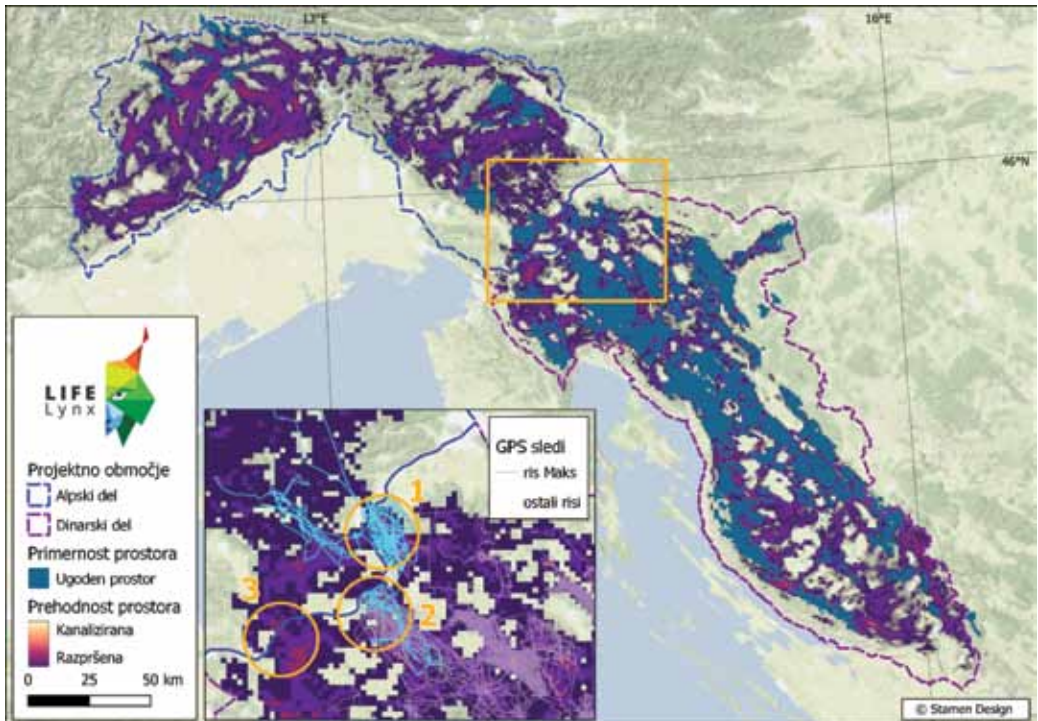 13°E
16°E
46°N
LIFE
Lynx
Projektno območje
Alpski del
Dinarski del
Primernost prostora
Ugoden prostor
Prehodnost prostora
Kanalizirana
Razpršena
0 25 50 km
GPS sledi
ris Maks
ostali risi
1
2
3
© Stamen Design